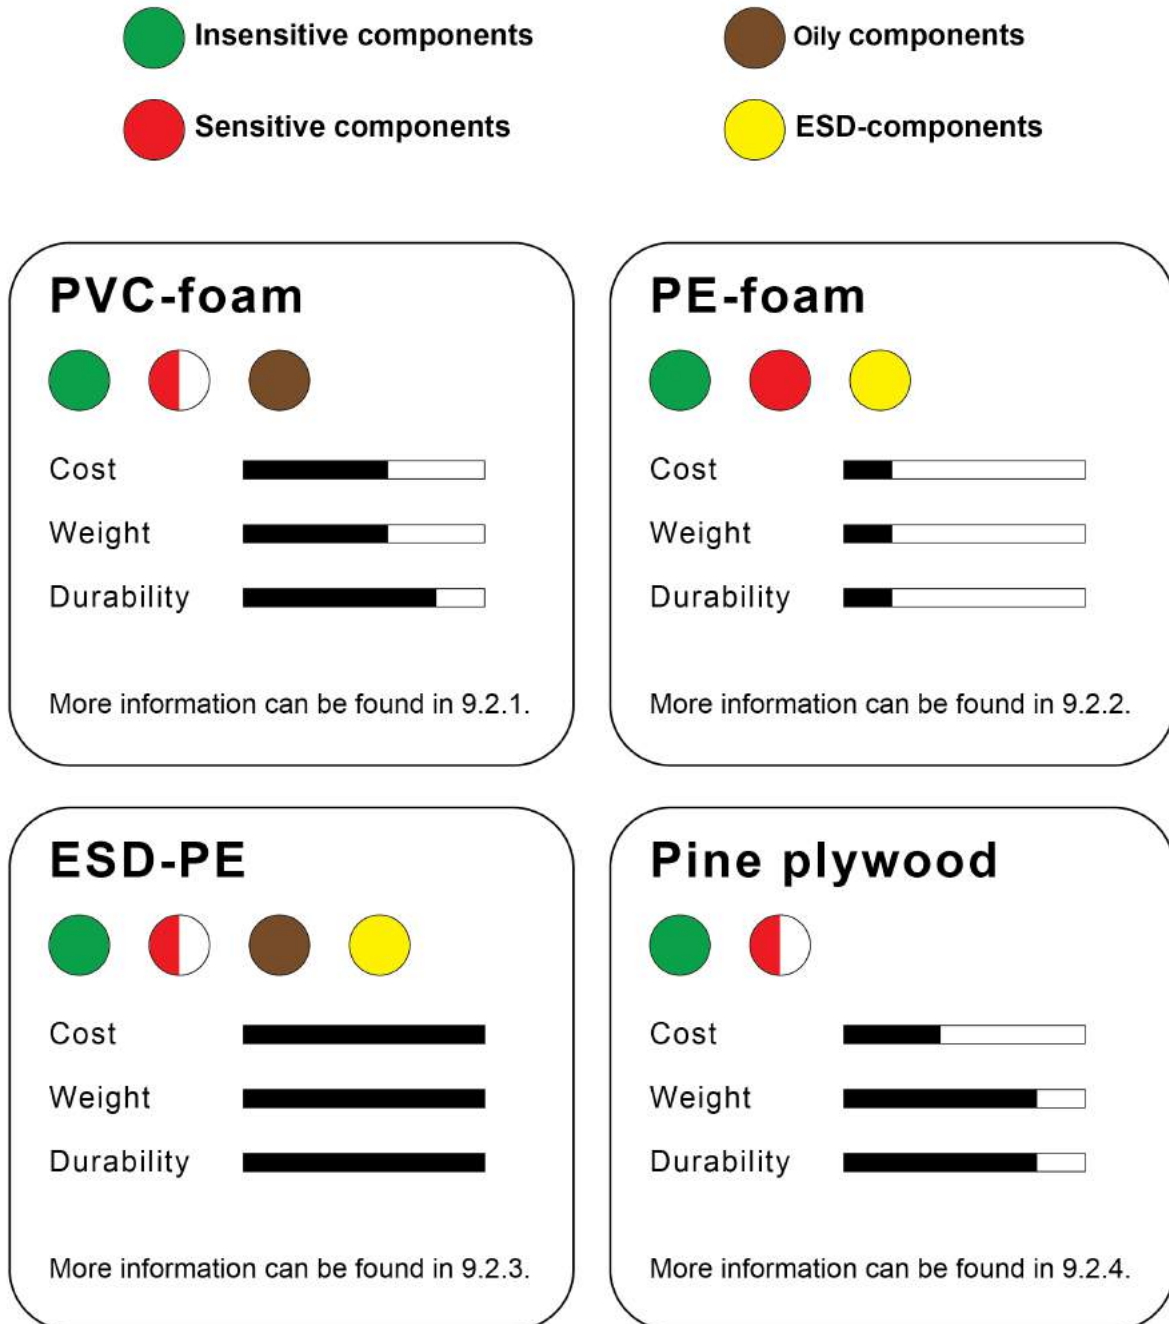 Insensitive components
Oily components
Sensitive components
ESD-components
PVC-foam
Cost
Weight
Durability
More information can be found in 9.2.1.
PE-foam
Cost
Weight
Durability
More information can be found in 9.2.2.
ESD-PE
Cost
Weight
Durability
More information can be found in 9.2.3.
Pine plywood
Cost
Weight
Durability
More information can be found in 9.2.4.